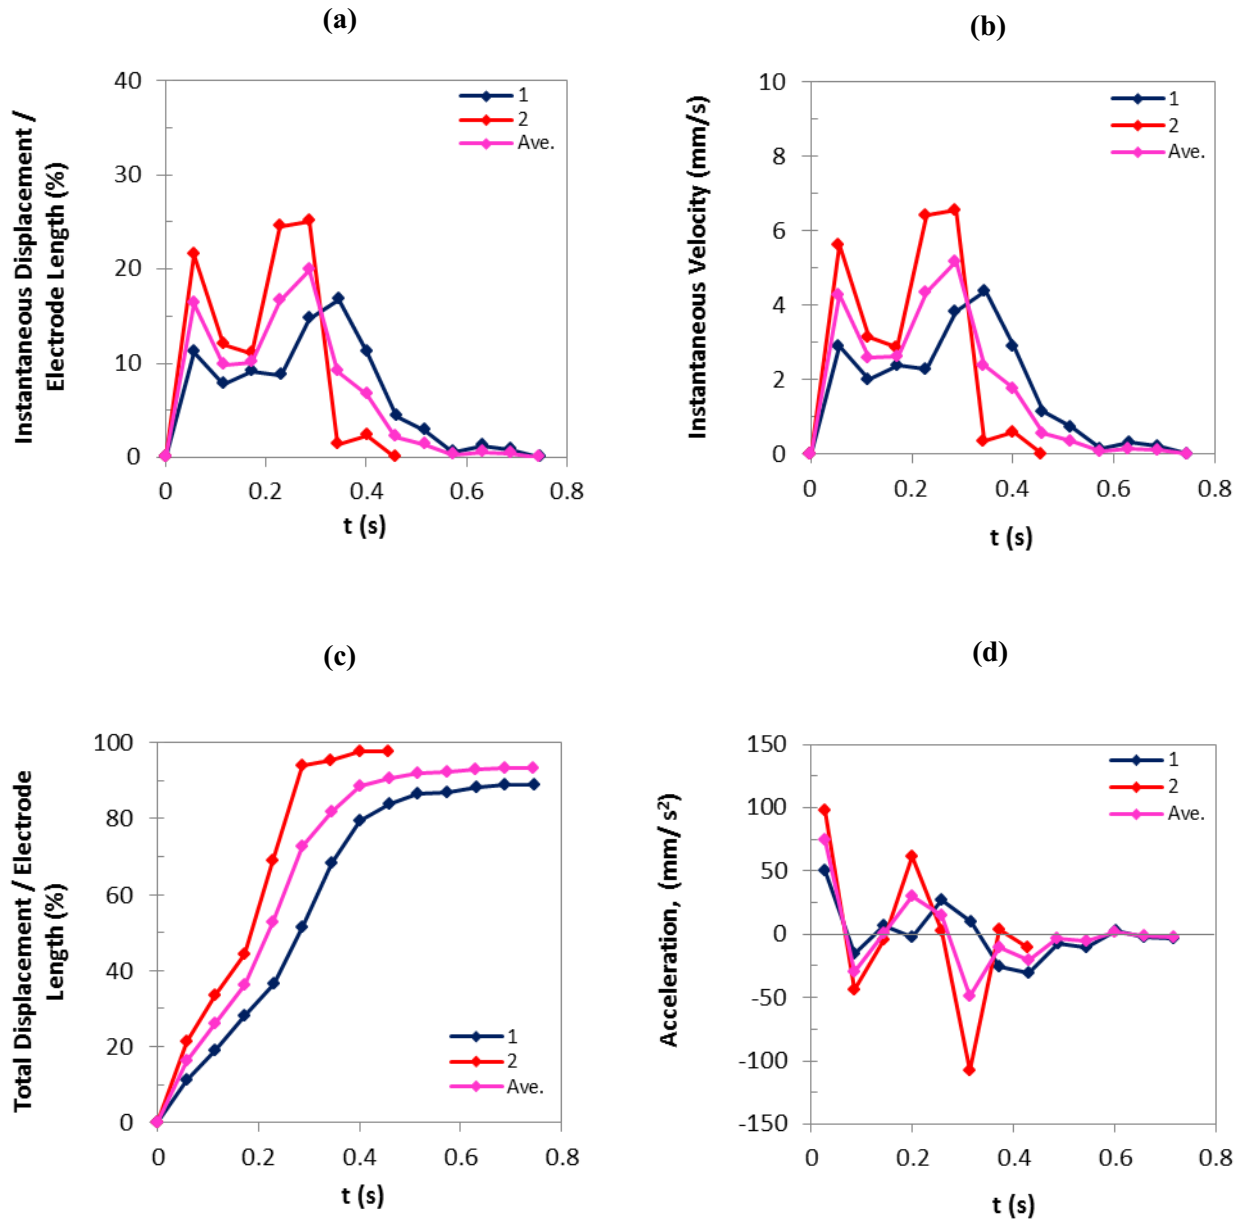 (a)
Instantaneous Displacement /
Electrode Length (%)
40
30
20
10
0
0 0.2 0.4 0.6 0.8
t (s)
1
2
Ave.
(b)
Instantaneous Velocity (mm/s)
10
8
6
4
2
0
0 0.2 0.4 0.6 0.8
t (s)
1
2
Ave.
(c)
Total Displacement / Electrode
Length (%)
100
80
60
40
20
0
0 0.2 0.4 0.6 0.8
t (s)
1
2
Ave.
(d)
Acceleration, (mm/ s²)
150
100
50
0
-50
-100
-150
0 0.2 0.4 0.6 0.8
t (s)
1
2
Ave.